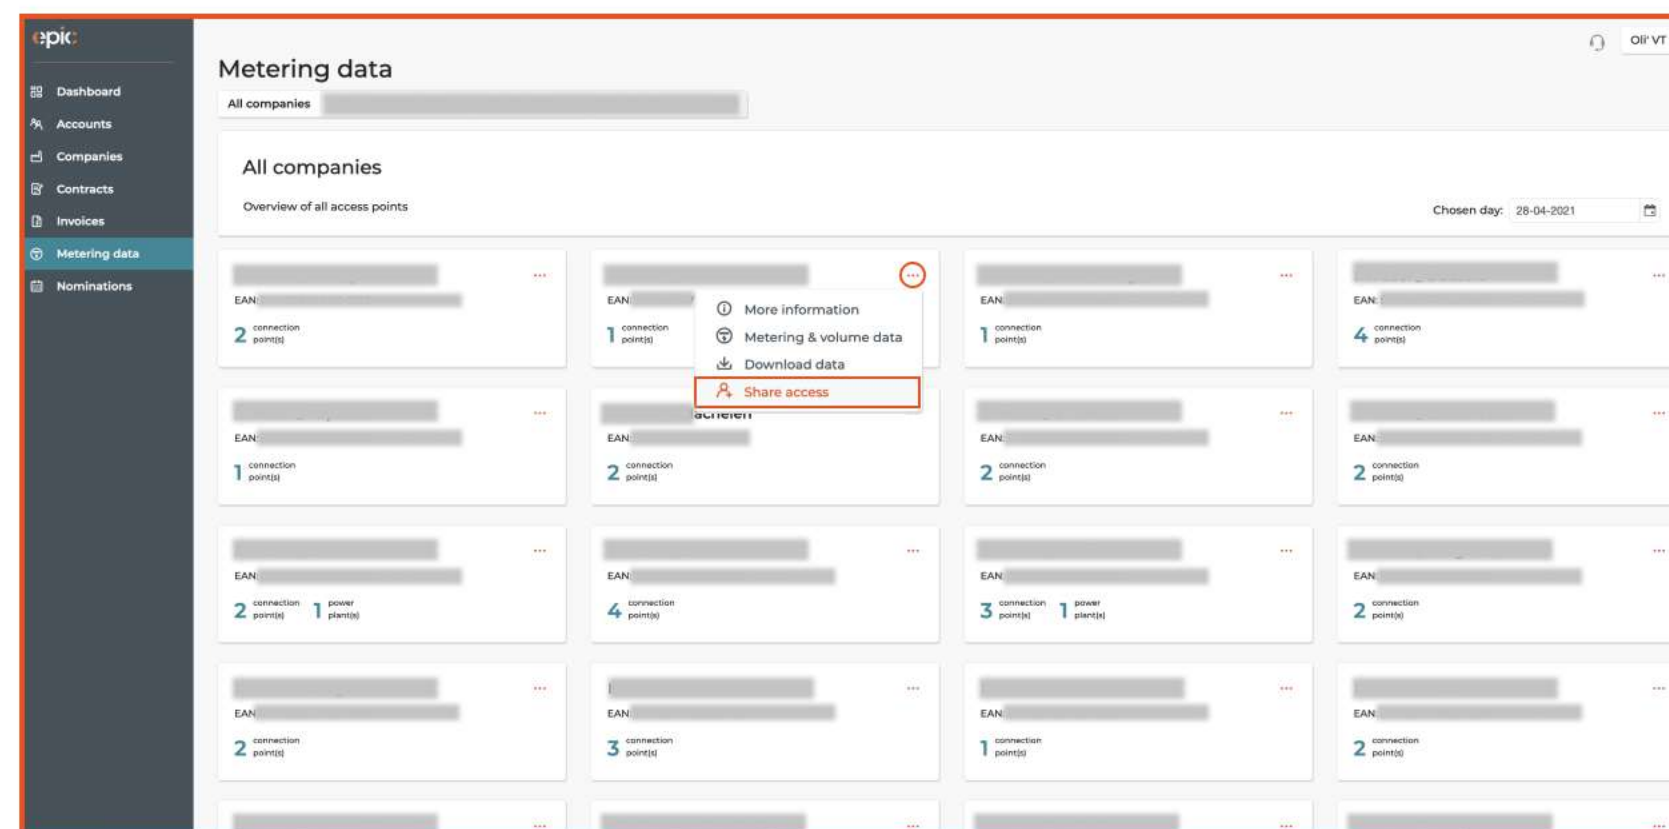 epic
Oli' VT
Metering data
Dashboard
All companies
Accounts
Companies
All companies
Contracts
Overview of all access points
Chosen day: 28-04-2021
Invoices
Metering data
Nominations
...
...
...
...
EAN:
EAN
EAN
EAN:
2 connection point(s)
1 connection point(s)
1 connection point(s)
4 connection point(s)
More information
Metering & volume data
Download data
Share access
...
...
...
achelen
EAN:
EAN:
EAN:
EAN:
1 connection point(s)
2 connection point(s)
2 connection point(s)
2 connection point(s)
...
...
...
...
EAN:
EAN:
EAN:
EAN:
2 connection point(s) 1 power plant(s)
4 connection point(s)
3 connection point(s) 1 power plant(s)
2 connection point(s)
...
...
...
...
EAN
EAN:
EAN:
EAN:
2 connection point(s)
3 connection point(s)
1 connection point(s)
2 connection point(s)
...
...
...
...